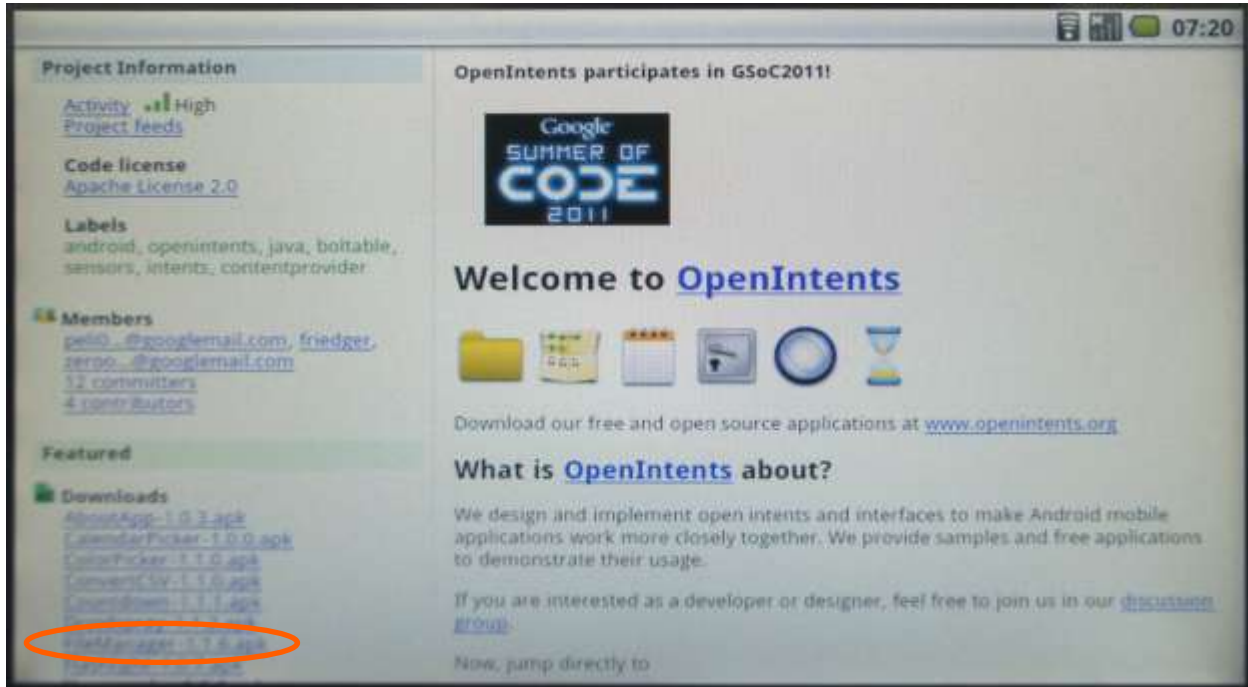 07:20
Project Information
Activity High
Project feeds
Code license
Apache License 2.0
Labels
android, openintents, java, boltable,
sensors, intents, contentprovider
Members
peli0...@googlemail.com, friedger,
zeroo...@googlemail.com
12 committers
4 contributors
Featured
Downloads
AboutApp-1.0.3.apk
CalendarPicker-1.0.0.apk
ColorPicker-1.1.0.apk
ConvertCSV-1.1.0.apk
Countdown-1.1.1.apk
FileManager-1.1.6.apk
OpenIntents participates in GSoC2011!
Google
SUMMER OF
CODE
2011
Welcome to OpenIntents
Download our free and open source applications at www.openintents.org
What is OpenIntents about?
We design and implement open intents and interfaces to make Android mobile
applications work more closely together. We provide samples and free applications
to demonstrate their usage.
If you are interested as a developer or designer, feel free to join us in our discussion
group.
Now, jump directly to